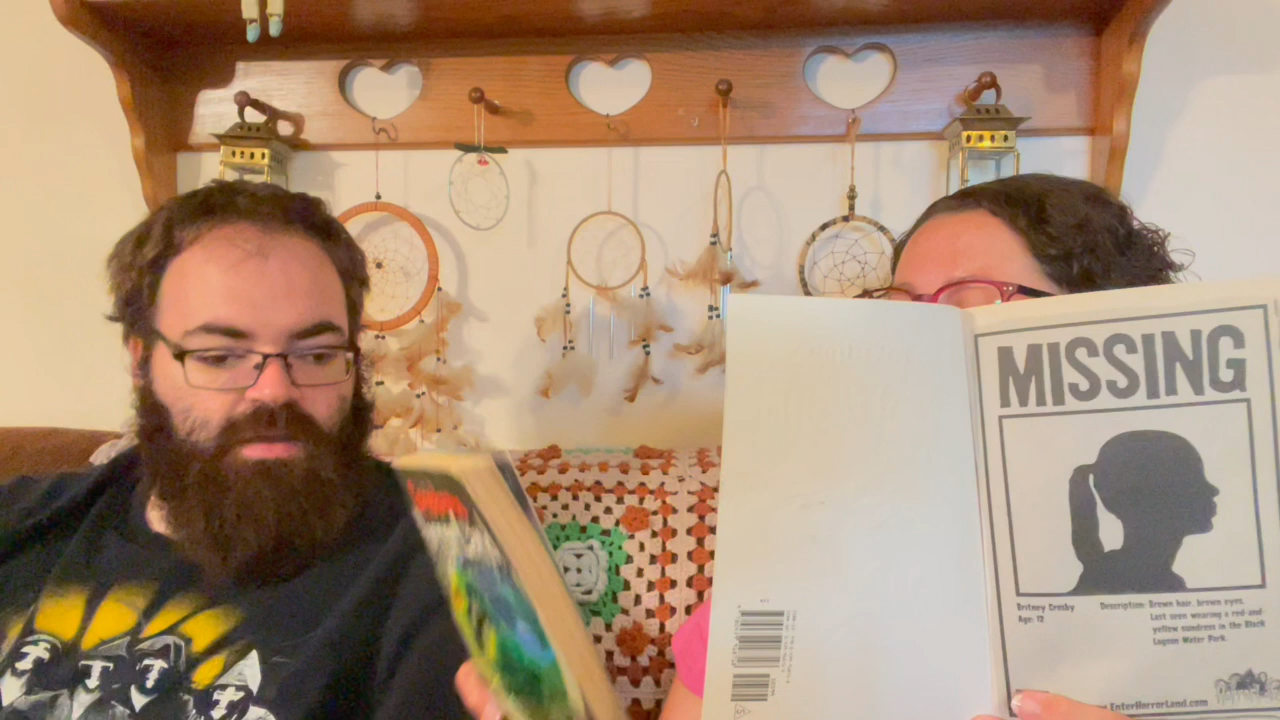 MISSING
Britney Crosby
Age: 12
Description: Brown hair, brown eyes.
Last seen wearing a red-and-
yellow sundress in the Black
Lagoon Water Park.
EnterHorrorLand.com